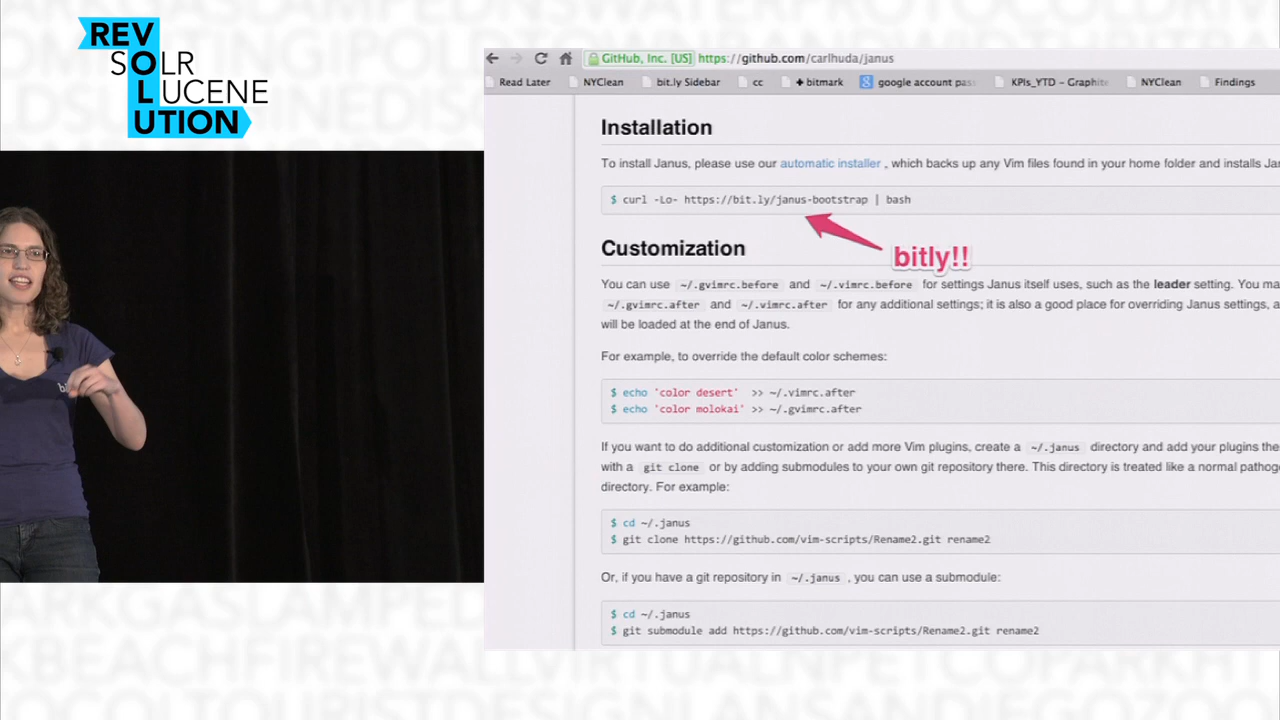 REV
SOLR
LUCENE
UTION
GitHub, Inc. [US] https://github.com/carlhuda/janus
Read Later NYClean bit.ly Sidebar cc bitmark google account pas KPIs_YTD – Graphite NYClean Findings
Installation
To install Janus, please use our automatic installer , which backs up any Vim files found in your home folder and installs Jan
$ curl -Lo- https://bit.ly/janus-bootstrap | bash
bitly!!
Customization
You can use ~/.gvimrc.before and ~/.vimrc.before for settings Janus itself uses, such as the leader setting. You ma
~/.gvimrc.after and ~/.vimrc.after for any additional settings; it is also a good place for overriding Janus settings, a
will be loaded at the end of Janus.
For example, to override the default color schemes:
$ echo 'color desert' >> ~/.vimrc.after
$ echo 'color molokai' >> ~/.gvimrc.after
If you want to do additional customization or add more Vim plugins, create a ~/.janus directory and add your plugins the
with a git clone or by adding submodules to your own git repository there. This directory is treated like a normal pathog
directory. For example:
$ cd ~/.janus
$ git clone https://github.com/vim-scripts/Rename2.git rename2
Or, if you have a git repository in ~/.janus , you can use a submodule:
$ cd ~/.janus
$ git submodule add https://github.com/vim-scripts/Rename2.git rename2